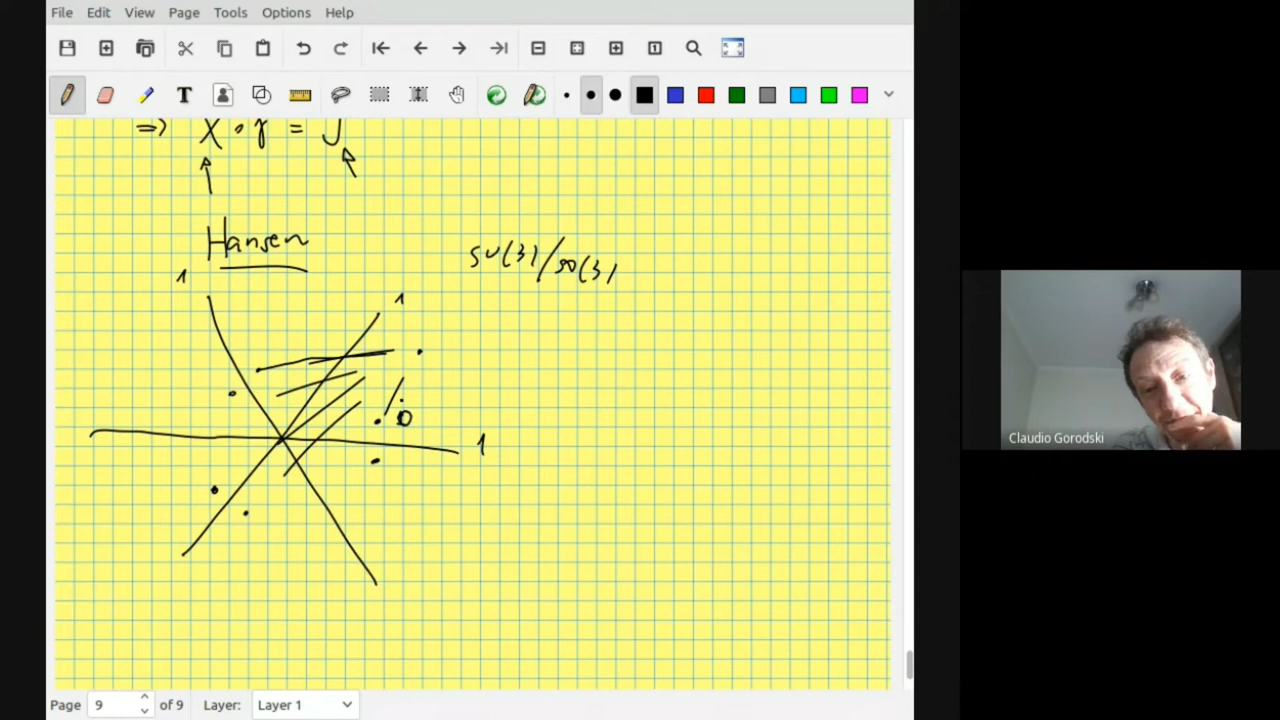 File Edit View Page Tools Options Help
T
=> X∘γ = J
Hansen
SU(3)/SO(3)
1
1
0
1
Claudio Gorodski
Page 9 of 9 Layer: Layer 1